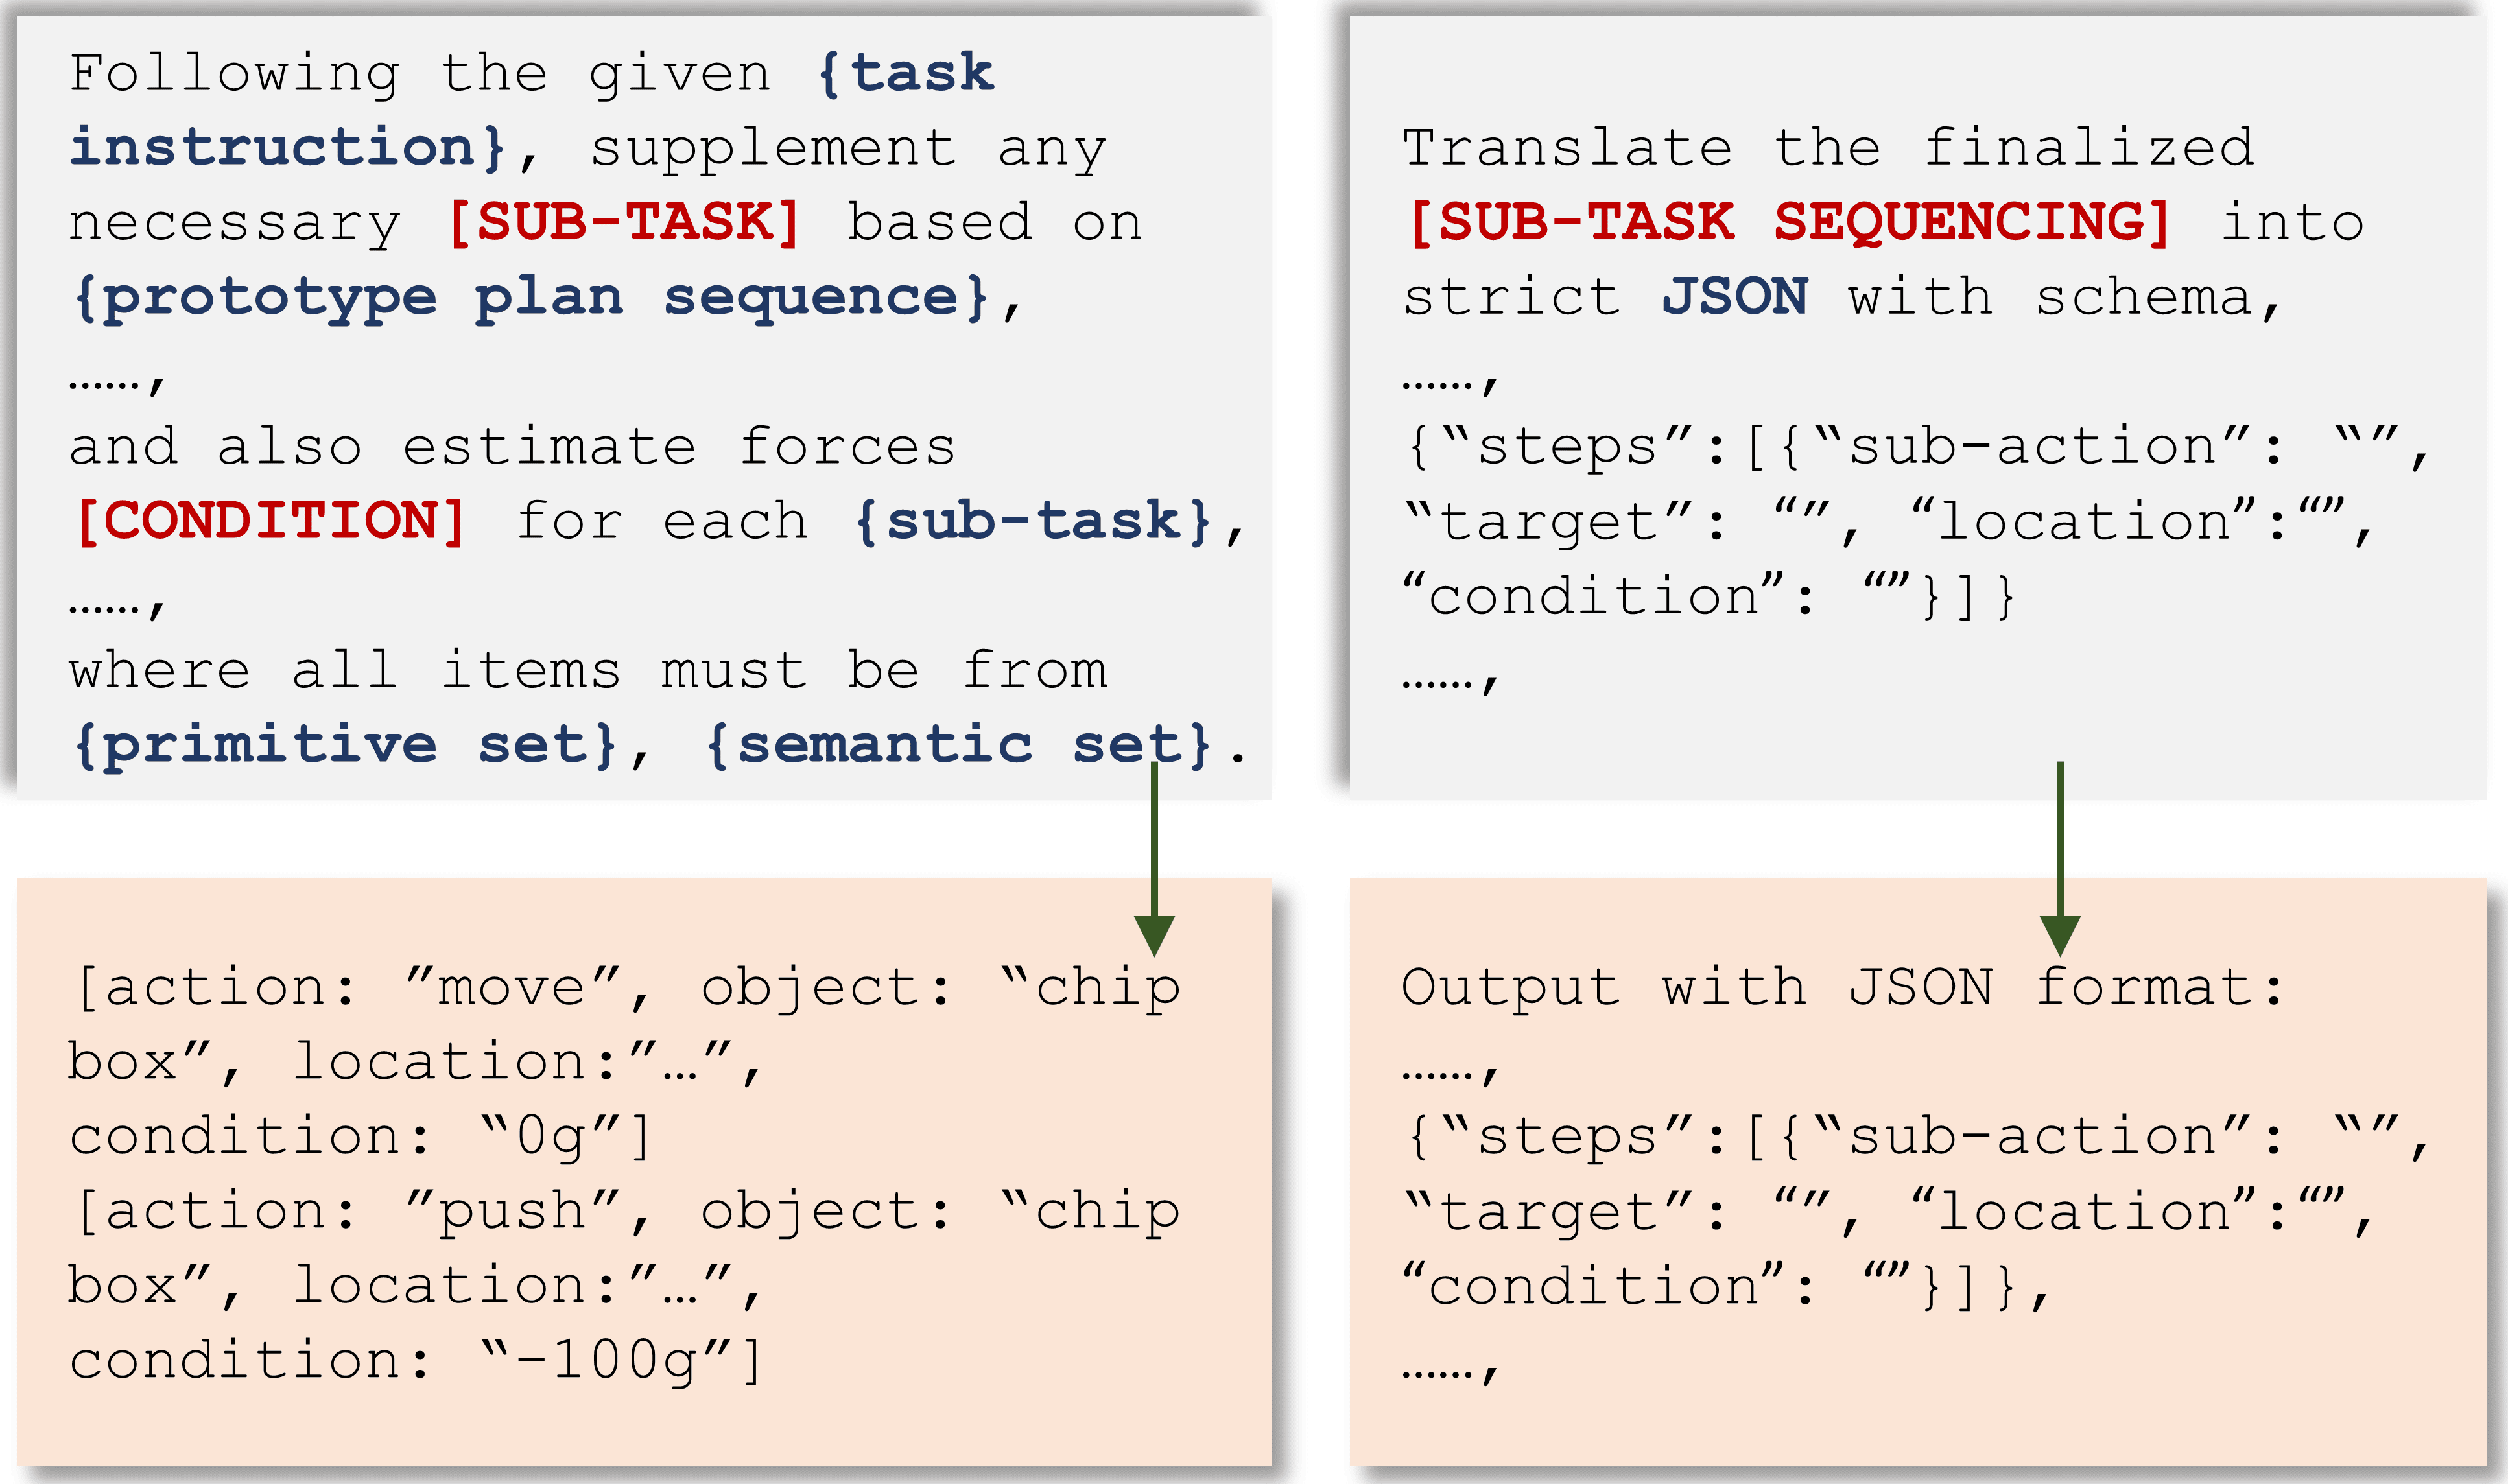 Following the given {task
instruction}, supplement any
necessary [SUB-TASK] based on
{prototype plan sequence},
……,
and also estimate forces
[CONDITION] for each {sub-task},
……,
where all items must be from
{primitive set}, {semantic set}.
Translate the finalized
[SUB-TASK SEQUENCING] into
strict JSON with schema,
……,
{“steps”:[{“sub-action”: “”,
“target”: “”, “location”:“”,
“condition”: “”}]}
……,
[action: ”move”, object: “chip
box”, location:”…”,
condition: “0g”]
[action: ”push”, object: “chip
box”, location:”…”,
condition: “-100g”]
Output with JSON format:
……,
{“steps”:[{“sub-action”: “”,
“target”: “”, “location”:“”,
“condition”: “”}]},
……,